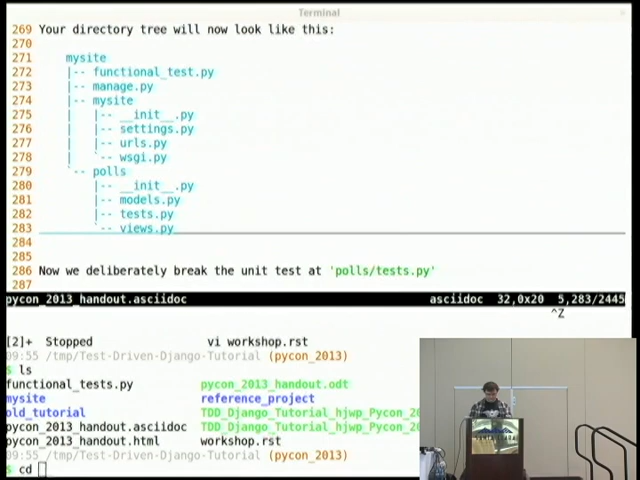 Terminal
269 Your directory tree will now look like this:
270
271 mysite
272 |-- functional_test.py
273 |-- manage.py
274 |-- mysite
275 | |-- __init__.py
276 | |-- settings.py
277 | |-- urls.py
278 | `-- wsgi.py
279 `-- polls
280 |-- __init__.py
281 |-- models.py
282 |-- tests.py
283 `-- views.py
284
285
286 Now we deliberately break the unit test at 'polls/tests.py'
287
pycon_2013_handout.asciidoc asciidoc 32,0x20 5,283/2445
^Z
[2]+ Stopped vi workshop.rst
09:55 /tmp/Test-Driven-Django-Tutorial (pycon_2013)
$ ls
functional_tests.py pycon_2013_handout.odt
mysite reference_project
old_tutorial TDD_Django_Tutorial_hjwp_Pycon_20
pycon_2013_handout.asciidoc TDD_Django_Tutorial_hjwp_Pycon_20
pycon_2013_handout.html workshop.rst
09:55 /tmp/Test-Driven-Django-Tutorial (pycon_2013)
$ cd